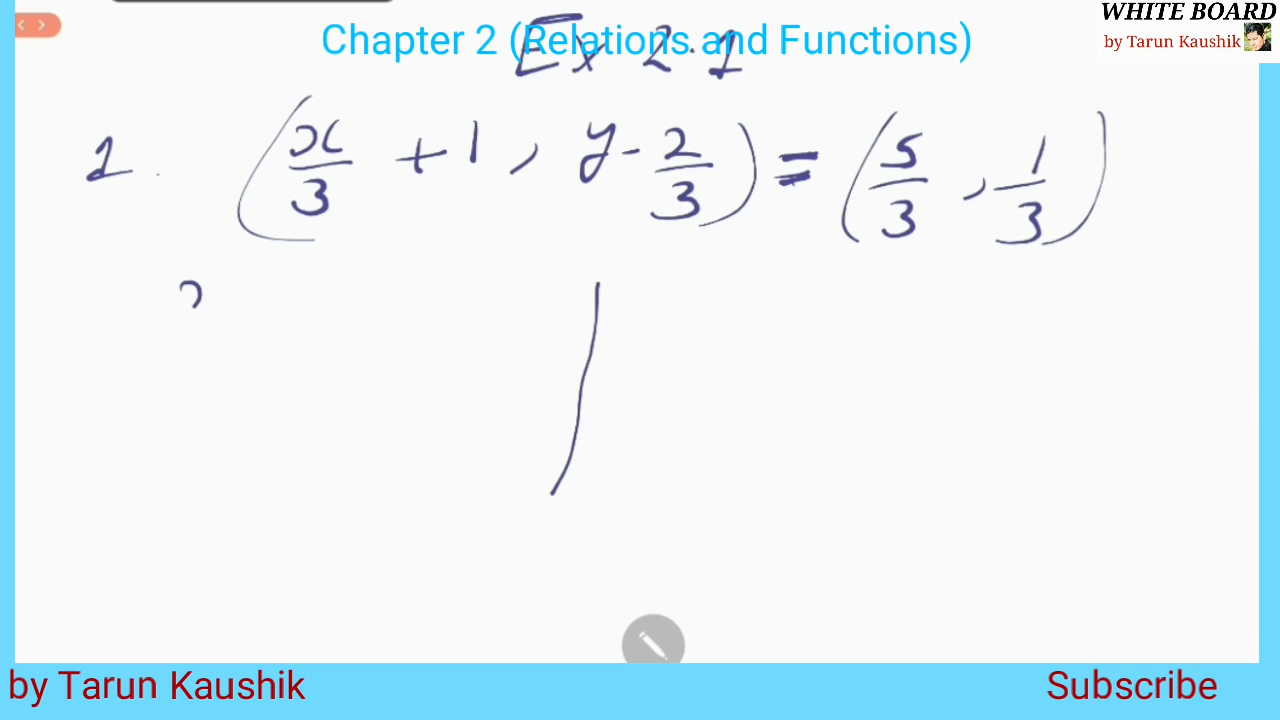 WHITE BOARD
by Tarun Kaushik
Chapter 2 (Relations and Functions)
Ex 2.1
1. (x/3 + 1, y - 2/3) = (5/3, 1/3)
by Tarun Kaushik
Subscribe